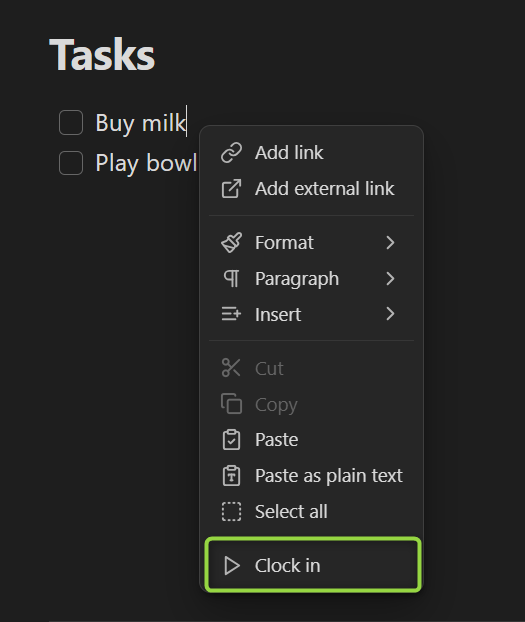 Tasks
Buy milk
Play bowl
Add link
Add external link
Format
Paragraph
Insert
Cut
Copy
Paste
Paste as plain text
Select all
Clock in